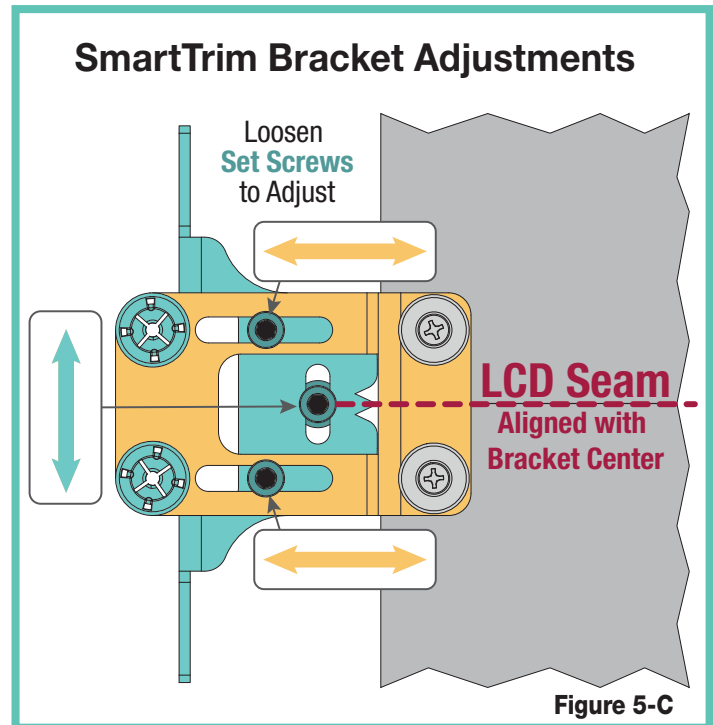 SmartTrim Bracket Adjustments
Loosen
Set Screws
to Adjust
LCD Seam
Aligned with
Bracket Center
Figure 5-C